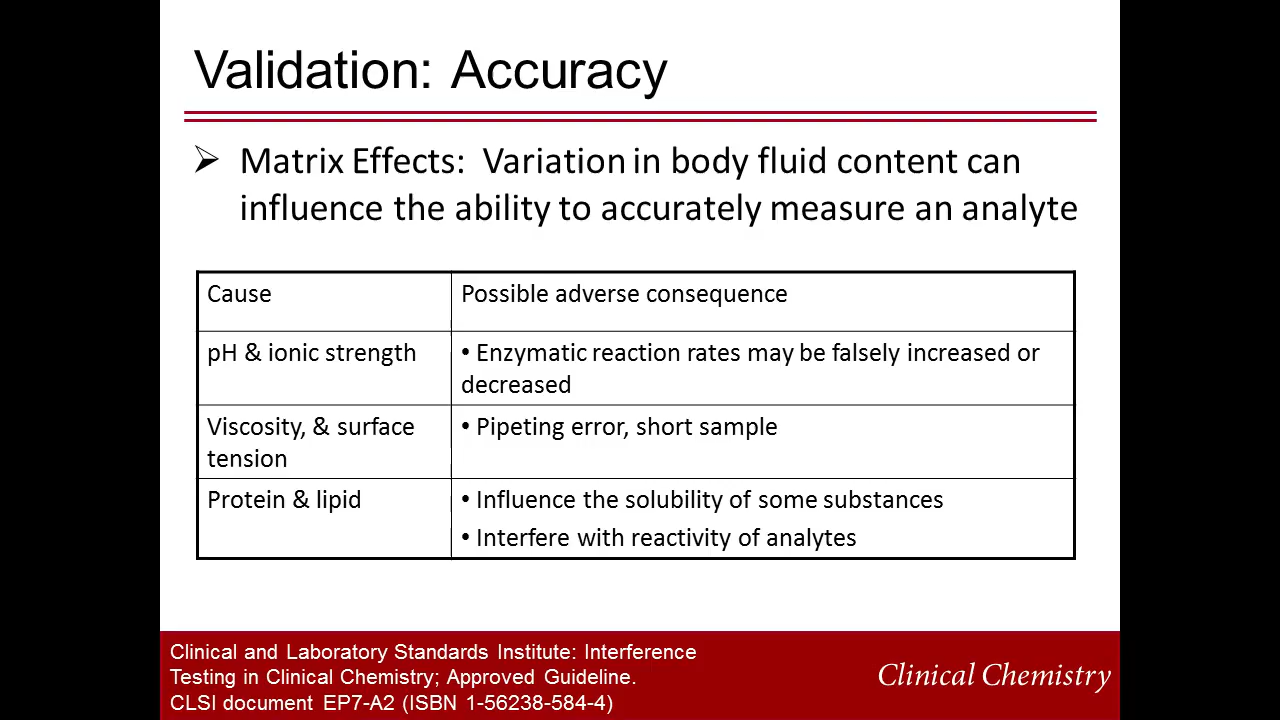 Validation: Accuracy
➢ Matrix Effects: Variation in body fluid content can
influence the ability to accurately measure an analyte
Cause
Possible adverse consequence
pH & ionic strength
• Enzymatic reaction rates may be falsely increased or
decreased
Viscosity, & surface
tension
• Pipeting error, short sample
Protein & lipid
• Influence the solubility of some substances
• Interfere with reactivity of analytes
Clinical and Laboratory Standards Institute: Interference
Testing in Clinical Chemistry; Approved Guideline.
CLSI document EP7-A2 (ISBN 1-56238-584-4)
Clinical Chemistry